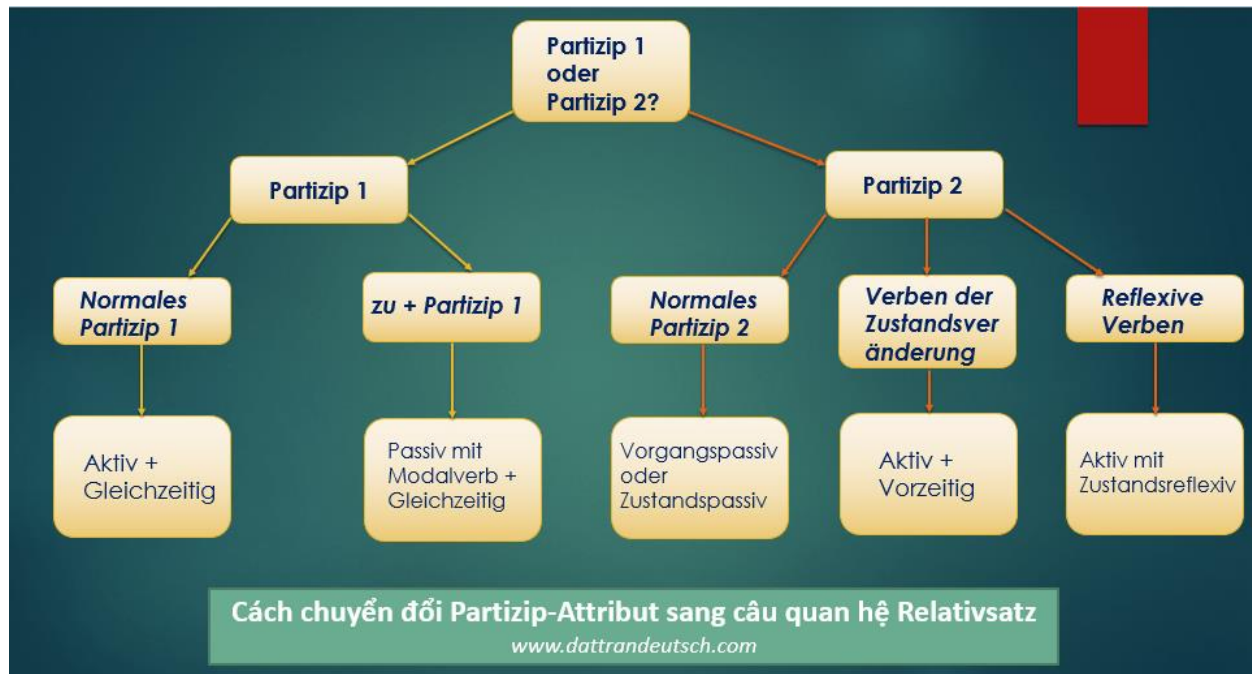 Partizip 1
oder
Partizip 2?
Partizip 1
Partizip 2
Normales
Partizip 1
zu + Partizip 1
Normales
Partizip 2
Verben der
Zustandsver
änderung
Reflexive
Verben
Aktiv +
Gleichzeitig
Passiv mit
Modalverb +
Gleichzeitig
Vorgangspassiv
oder
Zustandspassiv
Aktiv +
Vorzeitig
Aktiv mit
Zustandsreflexiv
Cách chuyển đổi Partizip-Attribut sang câu quan hệ Relativsatz
www.dattrandeutsch.com